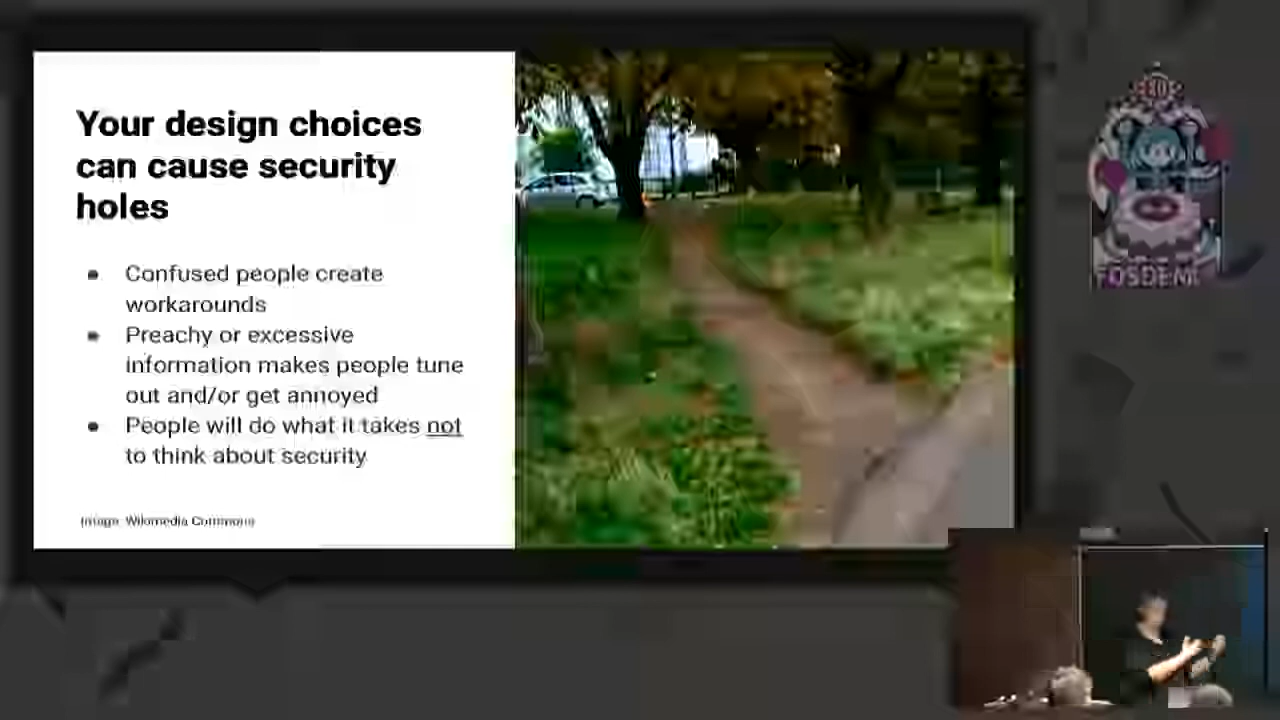 Your design choices
can cause security
holes
● Confused people create
workarounds
● Preachy or excessive
information makes people tune
out and/or get annoyed
● People will do what it takes not
to think about security
Image: Wikimedia Commons
FOSDEM